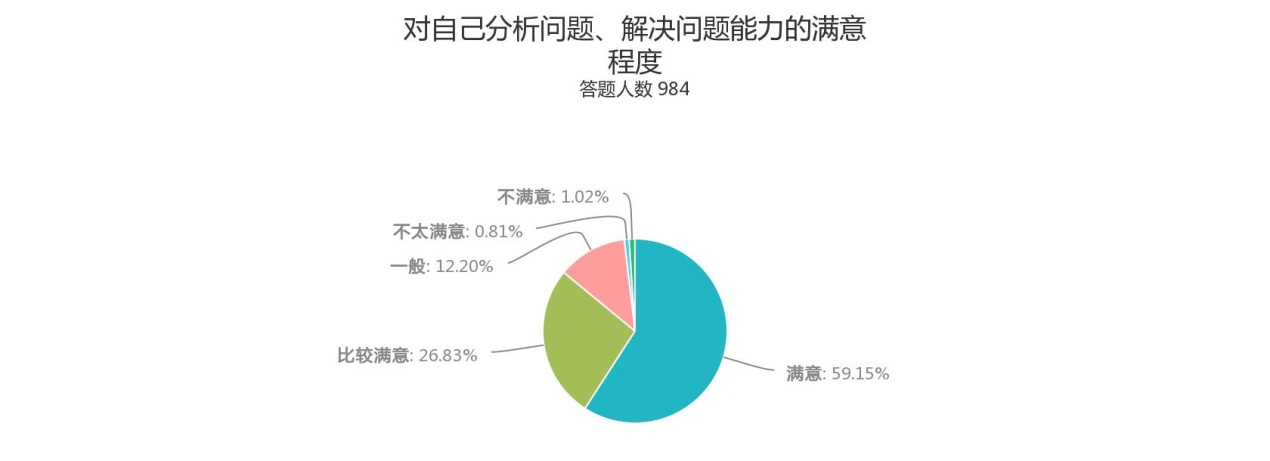 对自己分析问题、解决问题能力的满意
程度
答题人数 984
不满意: 1.02%
不太满意: 0.81%
一般: 12.20%
比较满意: 26.83%
满意: 59.15%